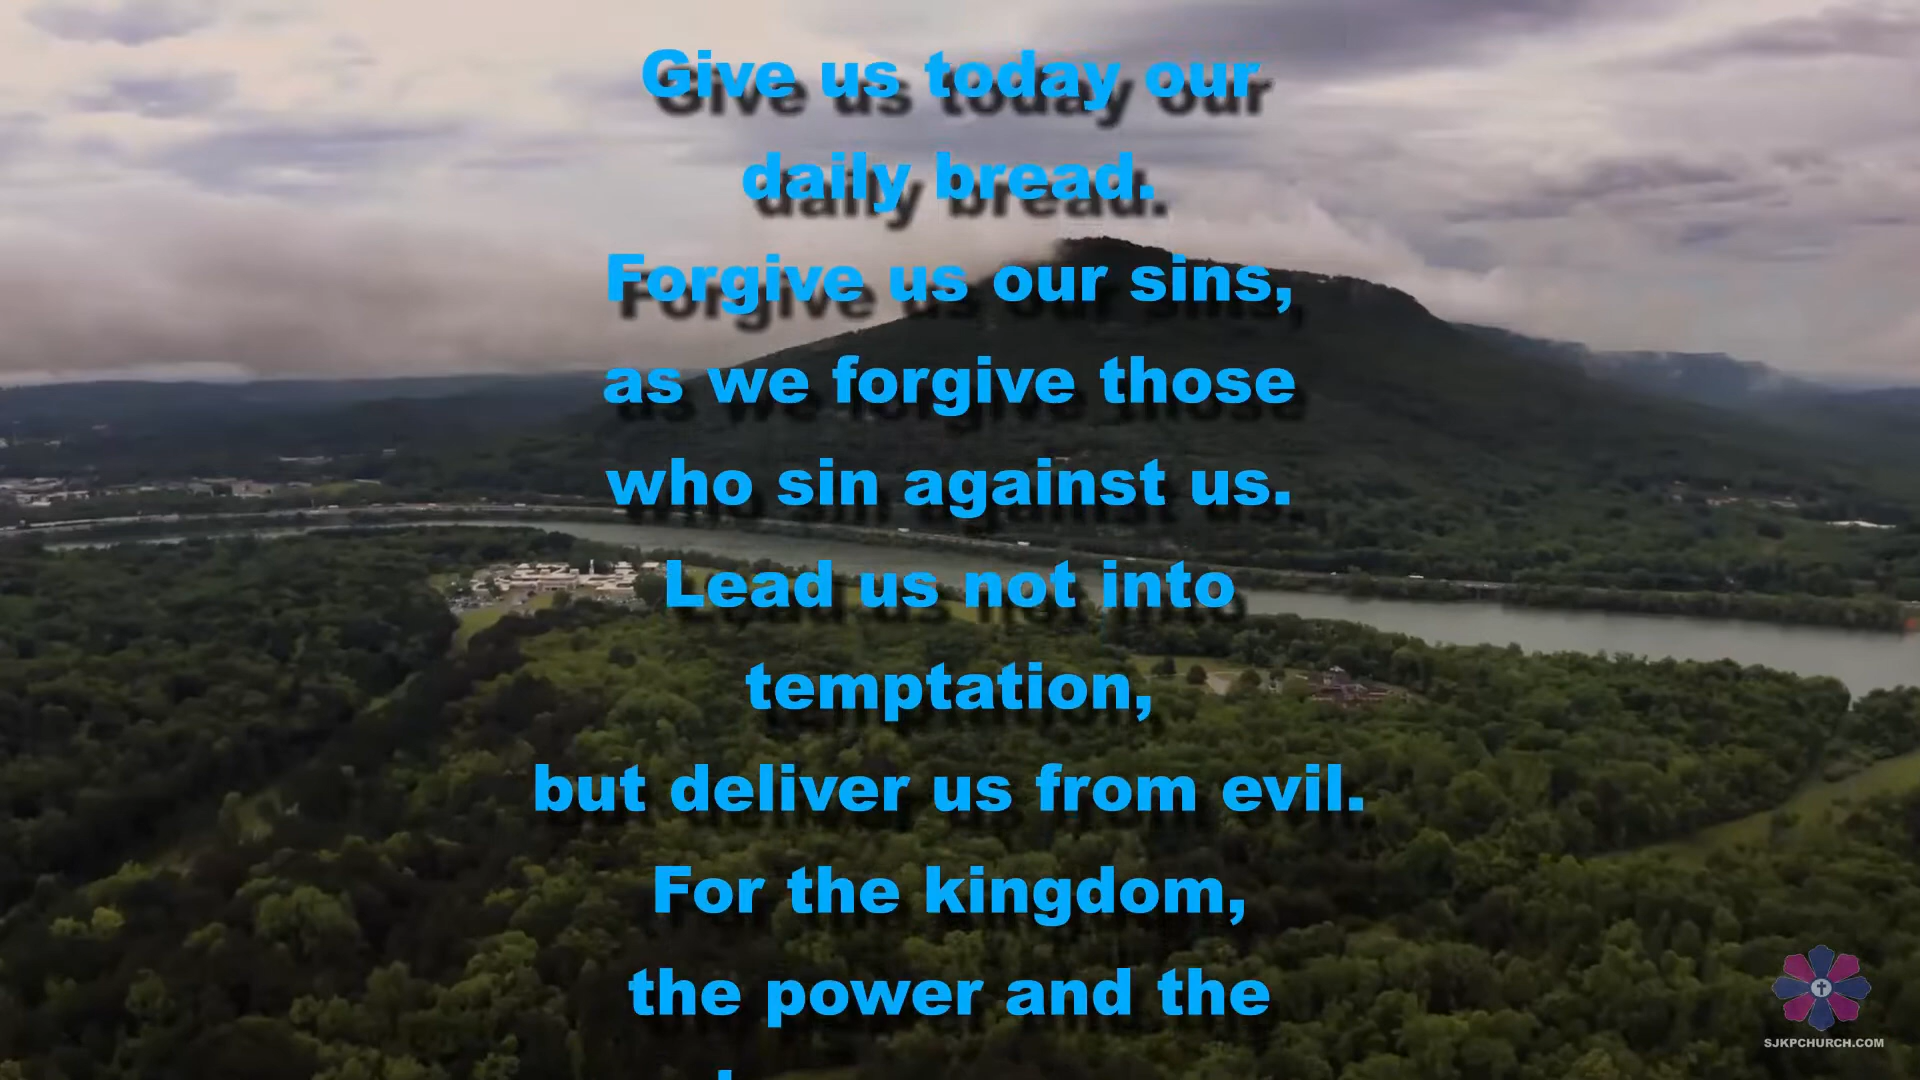 Give us today our
daily bread.
Forgive us our sins,
as we forgive those
who sin against us.
Lead us not into
temptation,
but deliver us from evil.
For the kingdom,
the power and the
SJKPCHURCH.COM